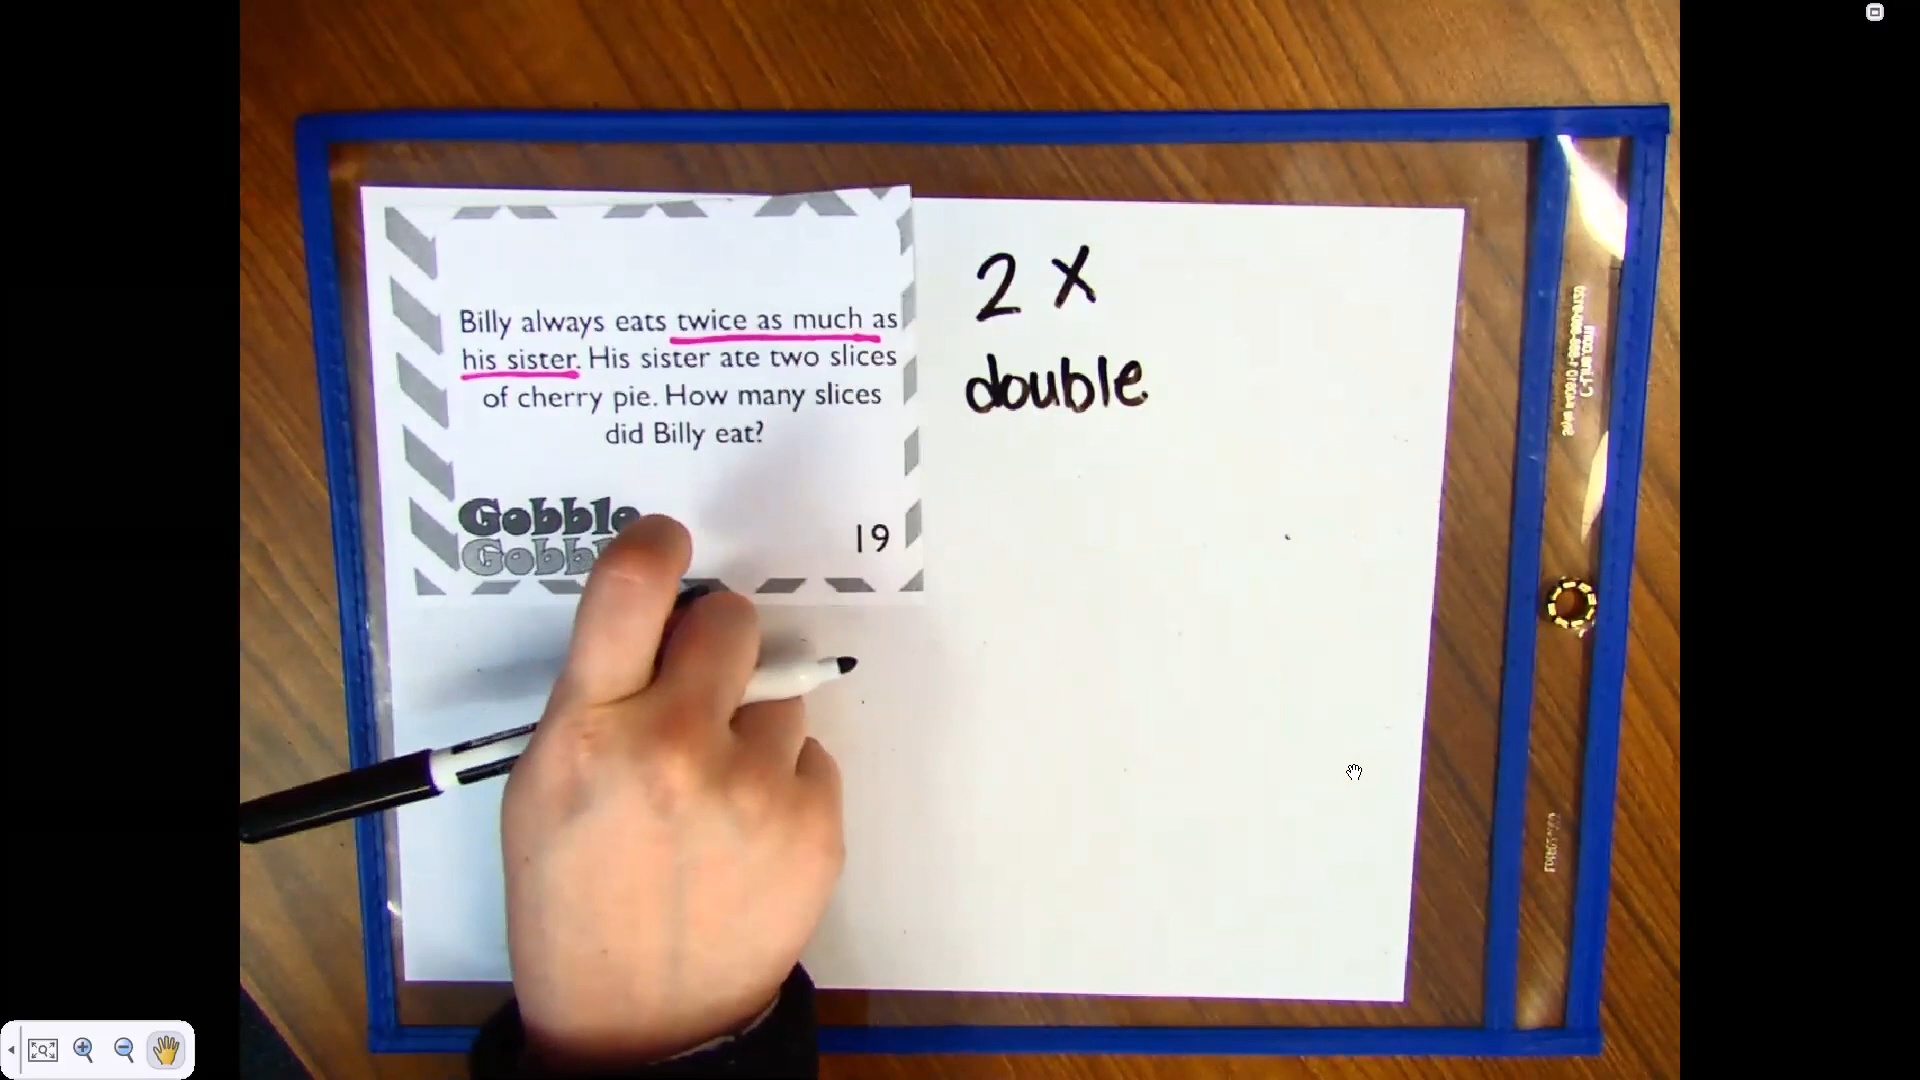 Billy always eats twice as much as
his sister. His sister ate two slices
of cherry pie. How many slices
did Billy eat?
Gobble
19
2 x
double